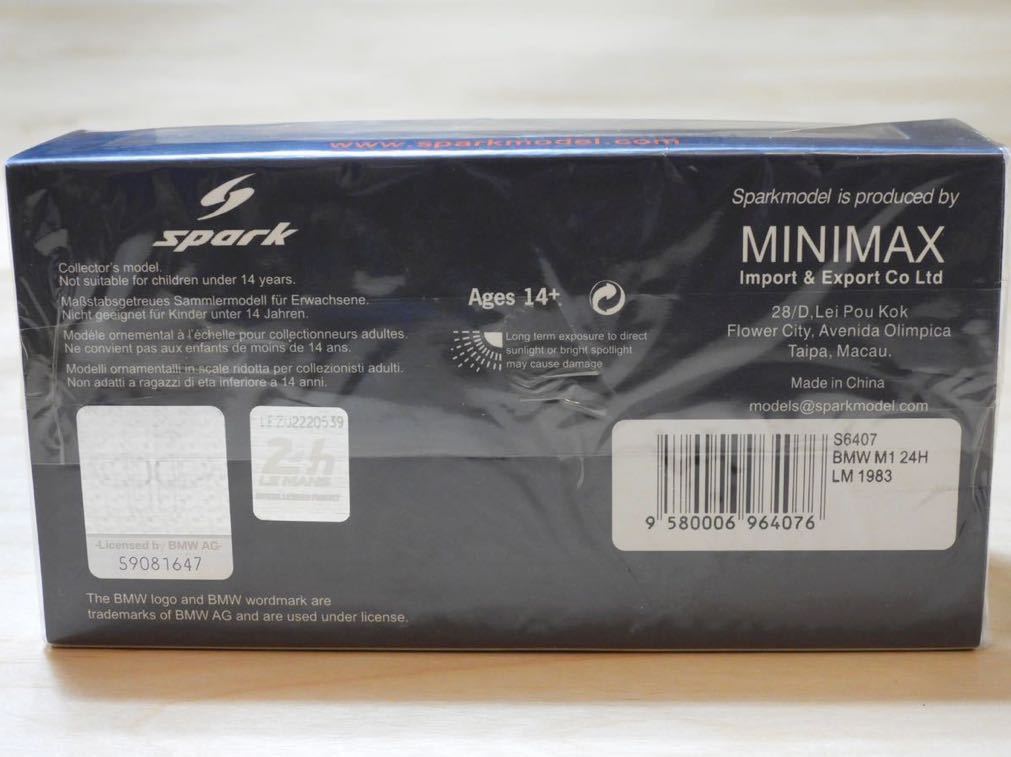 www.sparkmodel.com
spark
Collector's model.
Not suitable for children under 14 years.
Maßstabsgetreues Sammlermodell für Erwachsene.
Nicht geeignet für Kinder unter 14 Jahren.
Modèle ornemental à l'échelle pour collectionneurs adultes.
Ne convient pas aux enfants de moins de 14 ans.
Modelli ornamentalli in scale ridotta per collezionisti adulti.
Non adatti a ragazzi di eta inferiore a 14 anni.
Ages 14+
Long term exposure to direct
sunlight or bright spotlight
may cause damage
Sparkmodel is produced by
MINIMAX
Import & Export Co Ltd
28/D,Lei Pou Kok
Flower City, Avenida Olimpica
Taipa, Macau.
Made in China
models@sparkmodel.com
S6407
BMW M1 24H
LM 1983
9 580006 964076
24h
LE MANS
-Licensed by BMW AG-
59081647
The BMW logo and BMW wordmark are
trademarks of BMW AG and are used under license.